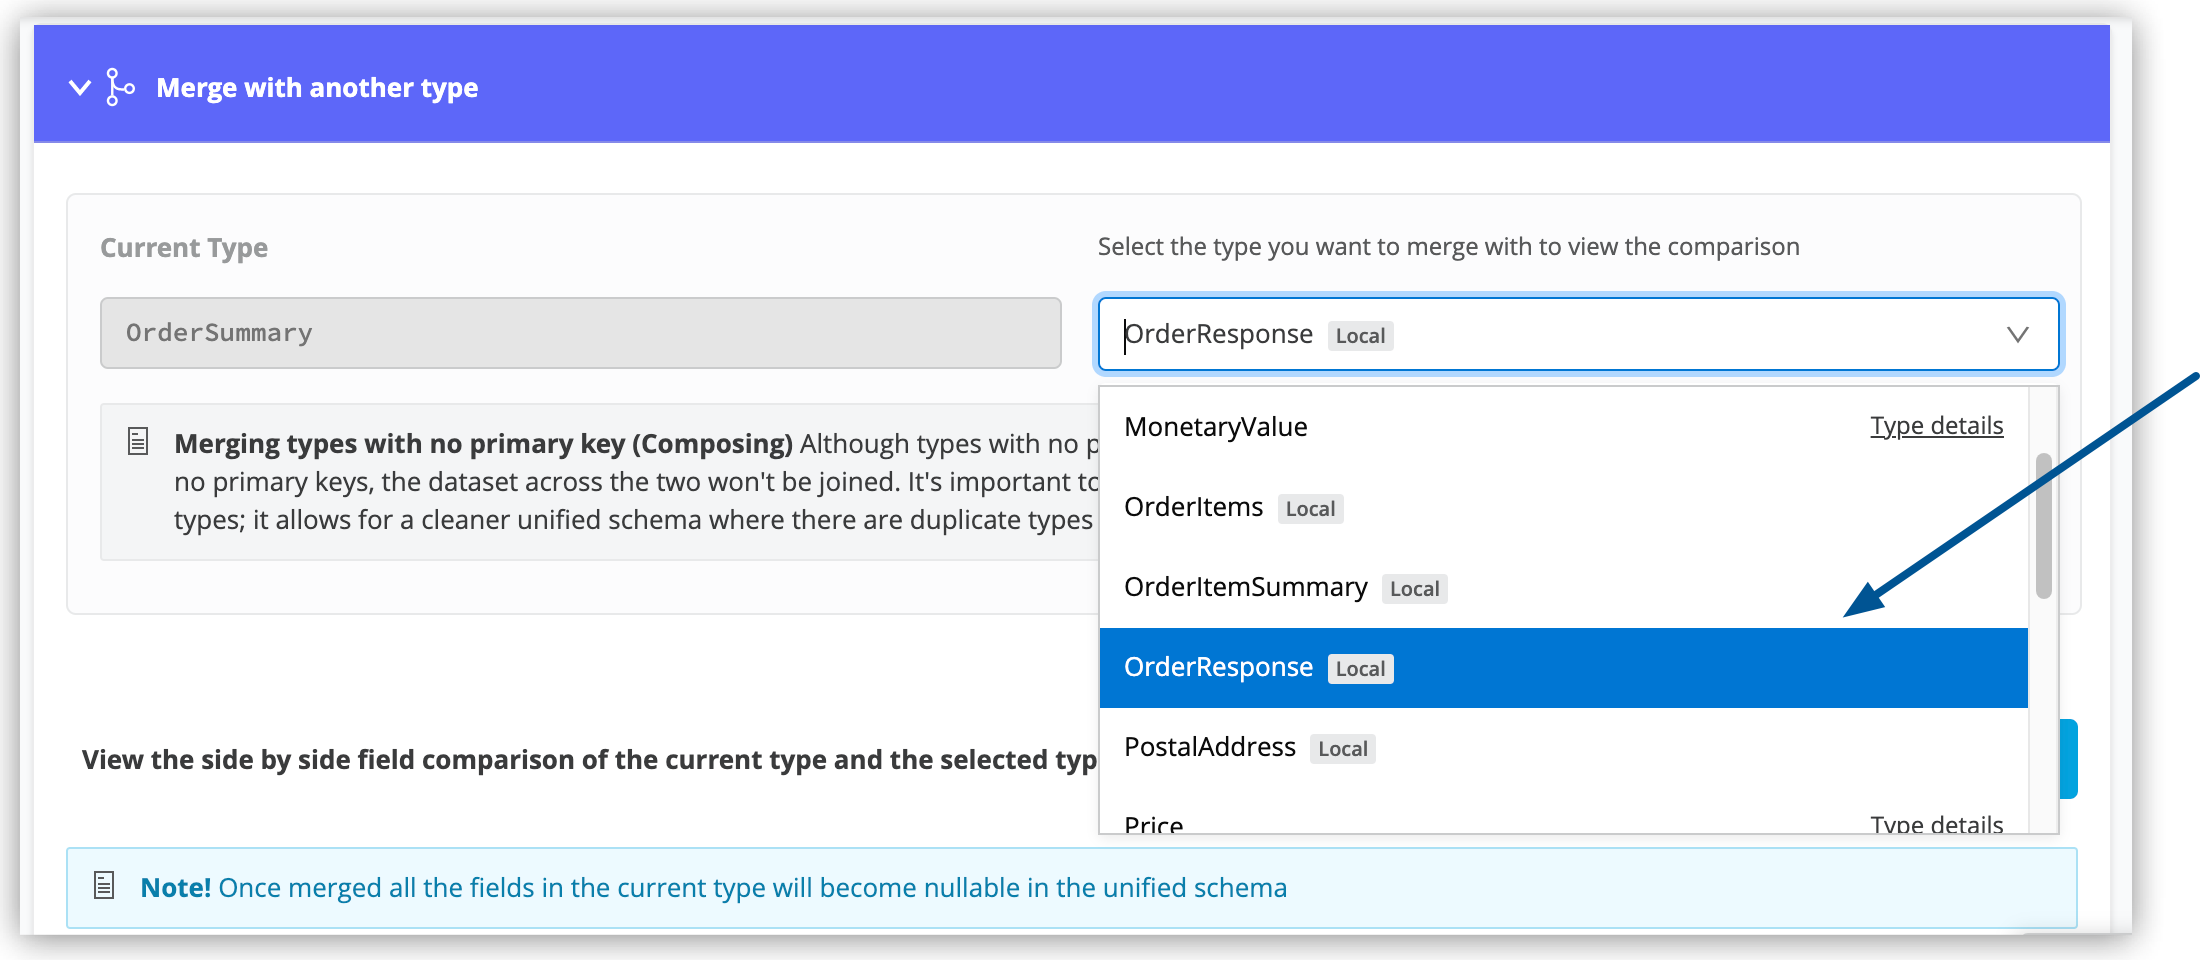 Merge with another type
Current Type
Select the type you want to merge with to view the comparison
OrderSummary
OrderResponse Local
Merging types with no primary key (Composing) Although types with no
no primary keys, the dataset across the two won't be joined. It's important to
types; it allows for a cleaner unified schema where there are duplicate types
MonetaryValue Type details
OrderItems Local
OrderItemSummary Local
OrderResponse Local
PostalAddress Local
Price Type details
View the side by side field comparison of the current type and the selected
Note! Once merged all the fields in the current type will become nullable in the unified schema